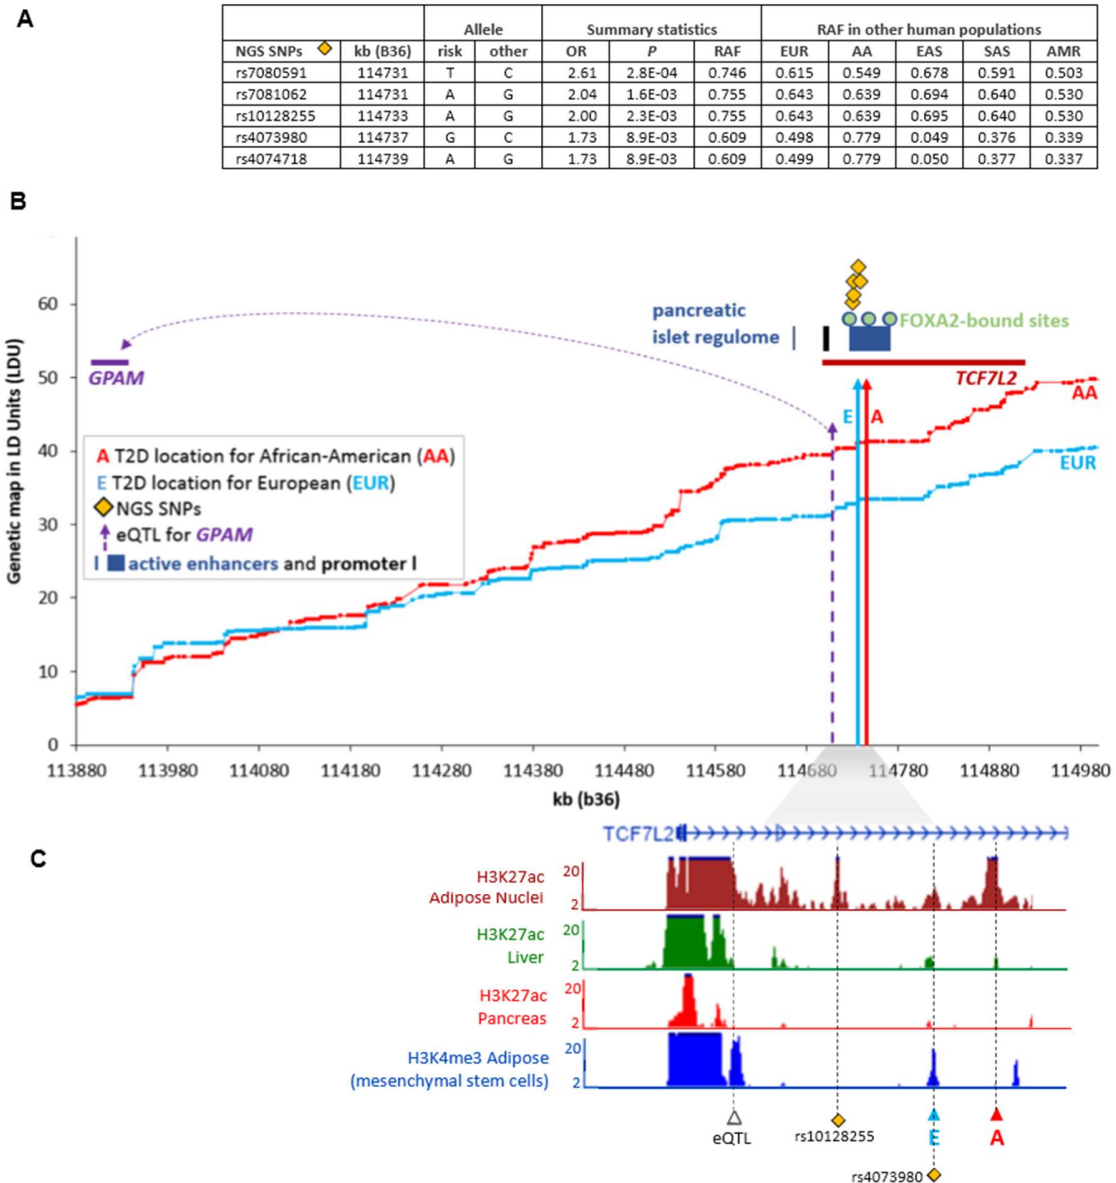 A
Allele Summary statistics RAF in other human populations
NGS SNPs kb (B36) risk other OR P RAF EUR AA EAS SAS AMR
rs7080591 114731 T C 2.61 2.8E-04 0.746 0.615 0.549 0.678 0.591 0.503
rs7081062 114731 A G 2.04 1.6E-03 0.755 0.643 0.639 0.694 0.640 0.530
rs10128255 114733 A G 2.00 2.3E-03 0.755 0.643 0.639 0.695 0.640 0.530
rs4073980 114737 G C 1.73 8.9E-03 0.609 0.498 0.779 0.049 0.376 0.339
rs4074718 114739 A G 1.73 8.9E-03 0.609 0.499 0.779 0.050 0.377 0.337
B
Genetic map in LD Units (LDU)
60
50
40
30
20
10
0
pancreatic
islet regulome
FOXA2-bound sites
GPAM
TCF7L2
E A
AA
EUR
A T2D location for African-American (AA)
E T2D location for European (EUR)
NGS SNPs
eQTL for GPAM
active enhancers and promoter
113880 113980 114080 114180 114280 114380 114480 114580 114680 114780 114880 114980
kb (b36)
C
TCF7L2
H3K27ac
Adipose Nuclei
20
2
H3K27ac
Liver
20
2
H3K27ac
Pancreas
20
2
H3K4me3 Adipose
(mesenchymal stem cells)
20
2
eQTL rs10128255 E A
rs4073980